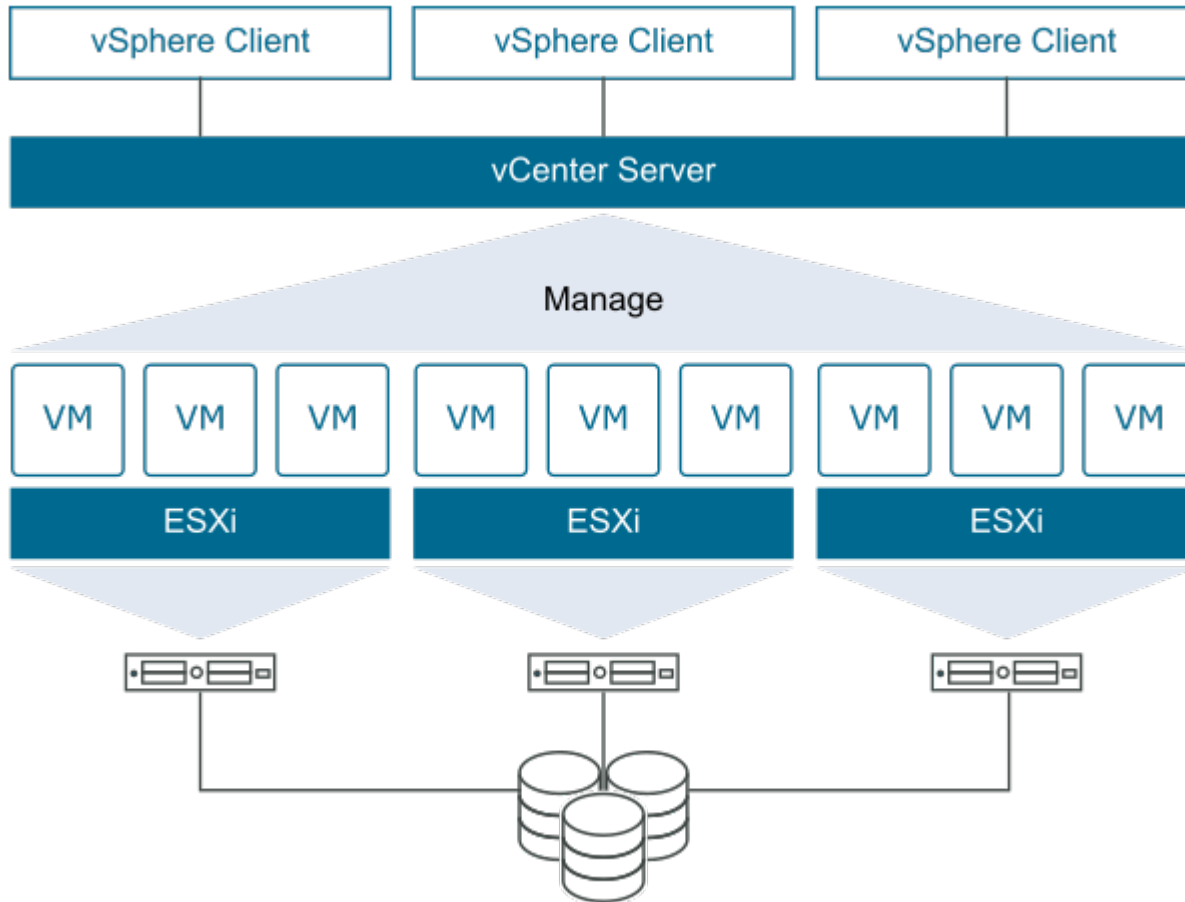 vSphere Client
vSphere Client
vSphere Client
vCenter Server
Manage
VM
VM
VM
VM
VM
VM
VM
VM
VM
ESXi
ESXi
ESXi